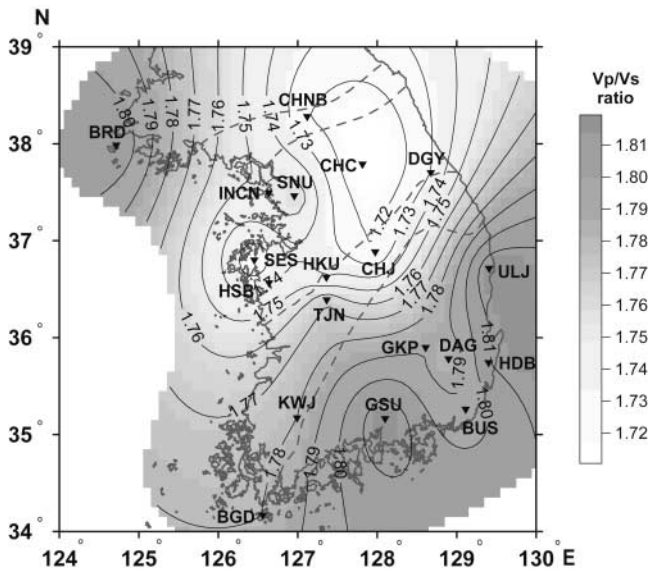 N
Vp/Vs
ratio
39°
38°
37°
36°
35°
34°
124° 125° 126° 127° 128° 129° 130° E
1.81
1.80
1.79
1.78
1.77
1.76
1.75
1.74
1.73
1.72
BRD
CHNB
CHC
DGY
INCN
SNU
SES
HKU
CHJ
ULJ
HSB
TJN
GKP
DAG
HDB
KWJ
GSU
BUS
BGD
1.80
1.79
1.78
1.77
1.76
1.75
1.74
1.73
1.72
1.73
1.74
1.75
1.76
1.77
1.78
1.75
1.76
1.77
1.78
1.79
1.80
1.79
1.81
1.80